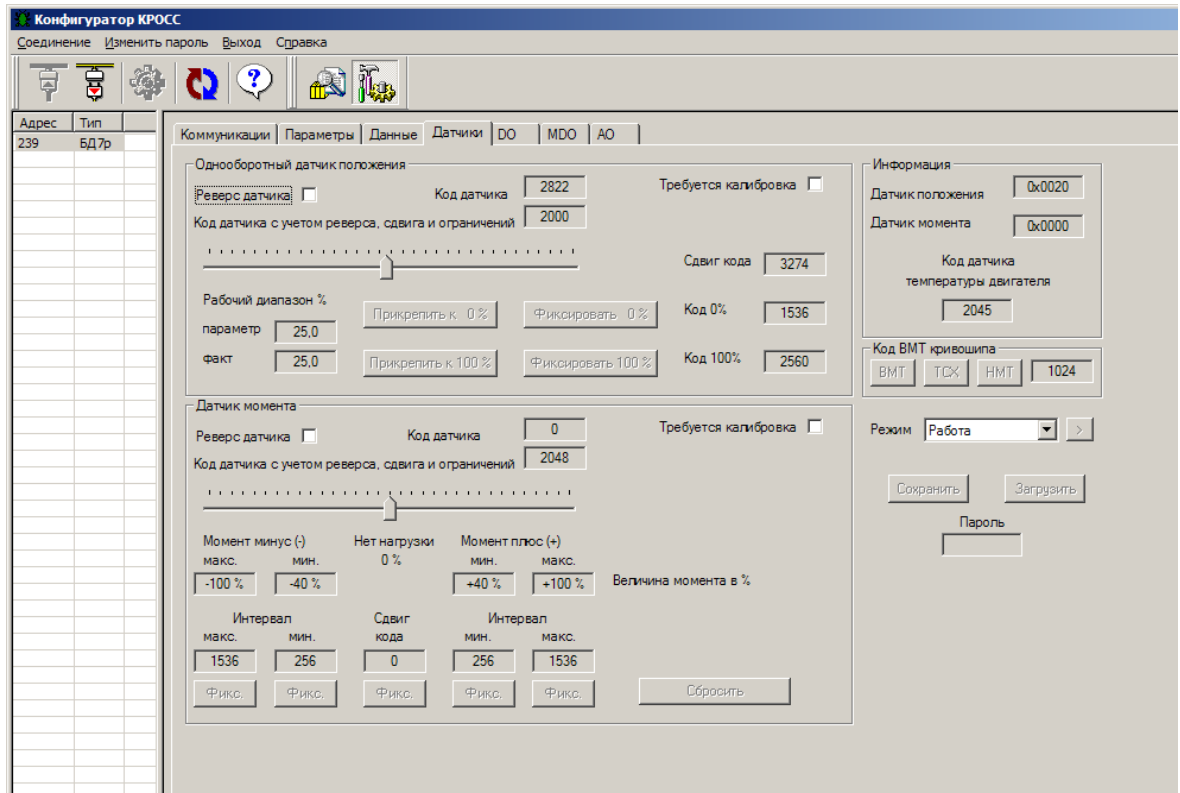 Конфигуратор КРОСС
Соединение Изменить пароль Выход Справка
Адрес Тип
239 БД7р
Коммуникации Параметры Данные Датчики DO MDO AO
Однооборотный датчик положения
Реверс датчика Код датчика 2822 Требуется калибровка
Код датчика с учетом реверса, сдвига и ограничений 2000
Сдвиг кода 3274
Рабочий диапазон %
параметр 25,0 Прикрепить к 0 % Фиксировать 0 % Код 0% 1536
факт 25,0 Прикрепить к 100 % Фиксировать 100 % Код 100% 2560
Информация
Датчик положения 0x0020
Датчик момента 0x0000
Код датчика
температуры двигателя
2045
Код ВМТ кривошипа
ВМТ ТСХ НМТ 1024
Датчик момента
Реверс датчика Код датчика 0 Требуется калибровка
Код датчика с учетом реверса, сдвига и ограничений 2048
Момент минус (-) Нет нагрузки Момент плюс (+)
макс. мин. 0 % мин. макс.
-100 % -40 % +40 % +100 % Величина момента в %
Интервал Сдвиг Интервал
макс. мин. кода мин. макс.
1536 256 0 256 1536
Фикс. Фикс. Фикс. Фикс. Фикс. Сбросить
Режим Работа >
Сохранить Загрузить
Пароль